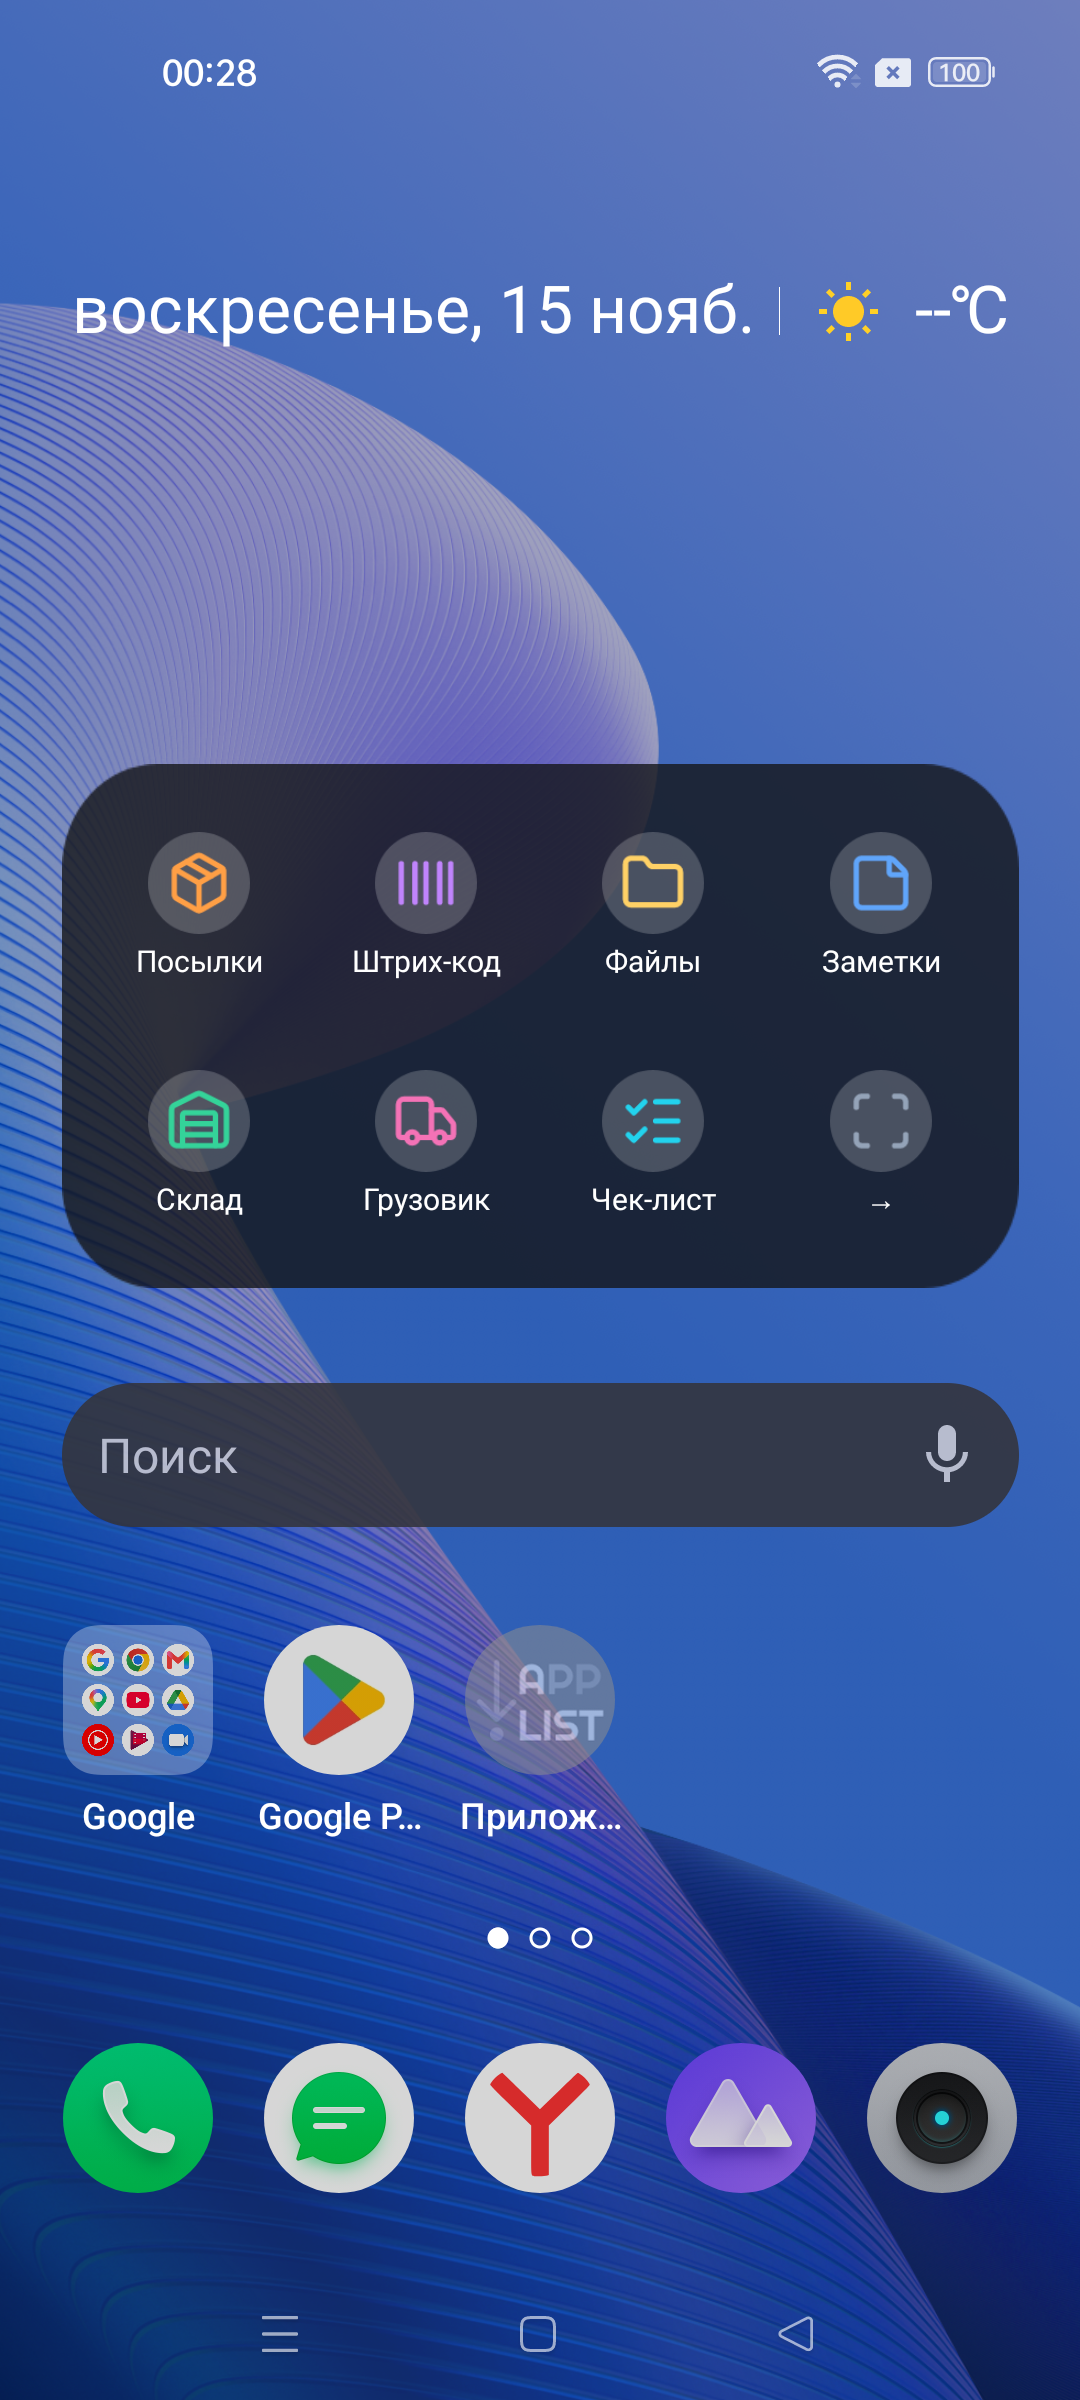 00:28
100
воскресенье, 15 нояб. --°C
Посылки
Штрих-код
Файлы
Заметки
Склад
Грузовик
Чек-лист
→
Поиск
APP
LIST
Google
Google P...
Прилож...